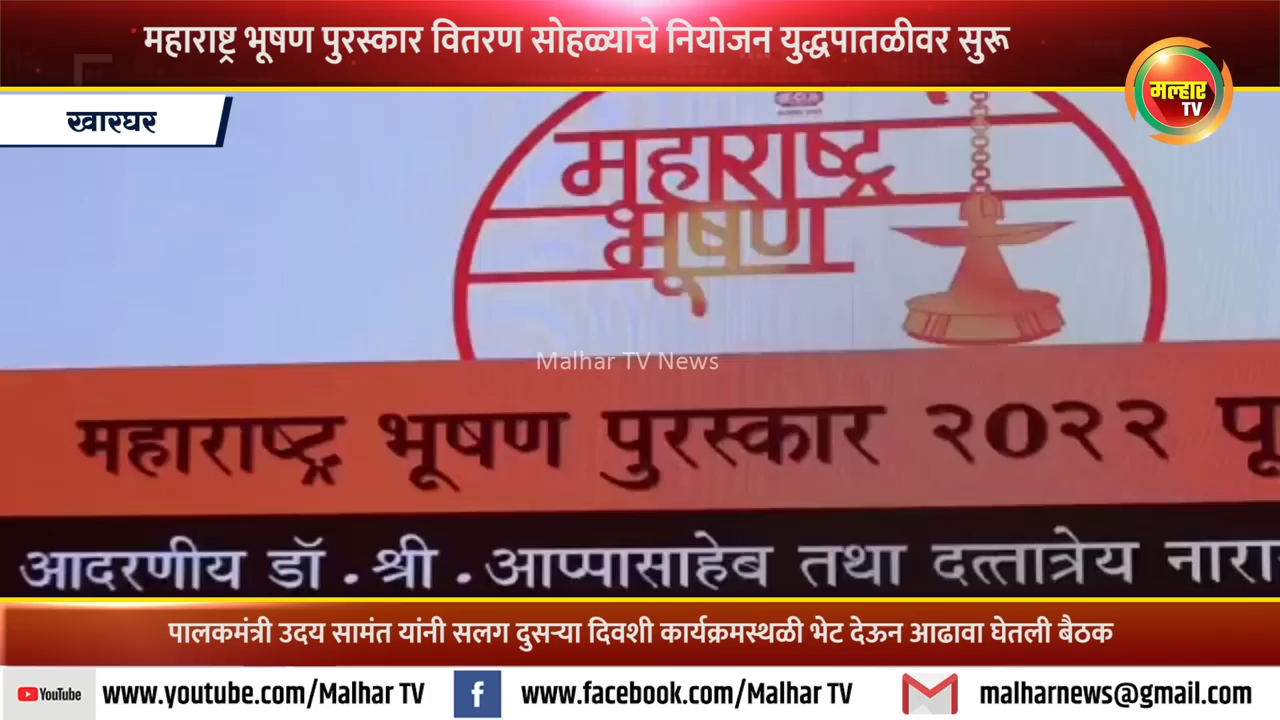 महाराष्ट्र भूषण पुरस्कार वितरण सोहळ्याचे नियोजन युद्धपातळीवर सुरू
मल्हार
TV
खारघर
महाराष्ट्र
भूषण
Malhar TV News
महाराष्ट्र भूषण पुरस्कार २०२२
आदरणीय डॉ. श्री. आप्पासाहेब तथा दत्तात्रेय
पालकमंत्री उदय सामंत यांनी सलग दुसऱ्या दिवशी कार्यक्रमस्थळी भेट देऊन आढावा घेतली बैठक
YouTube www.youtube.com/Malhar TV f www.facebook.com/Malhar TV malharnews@gmail.com